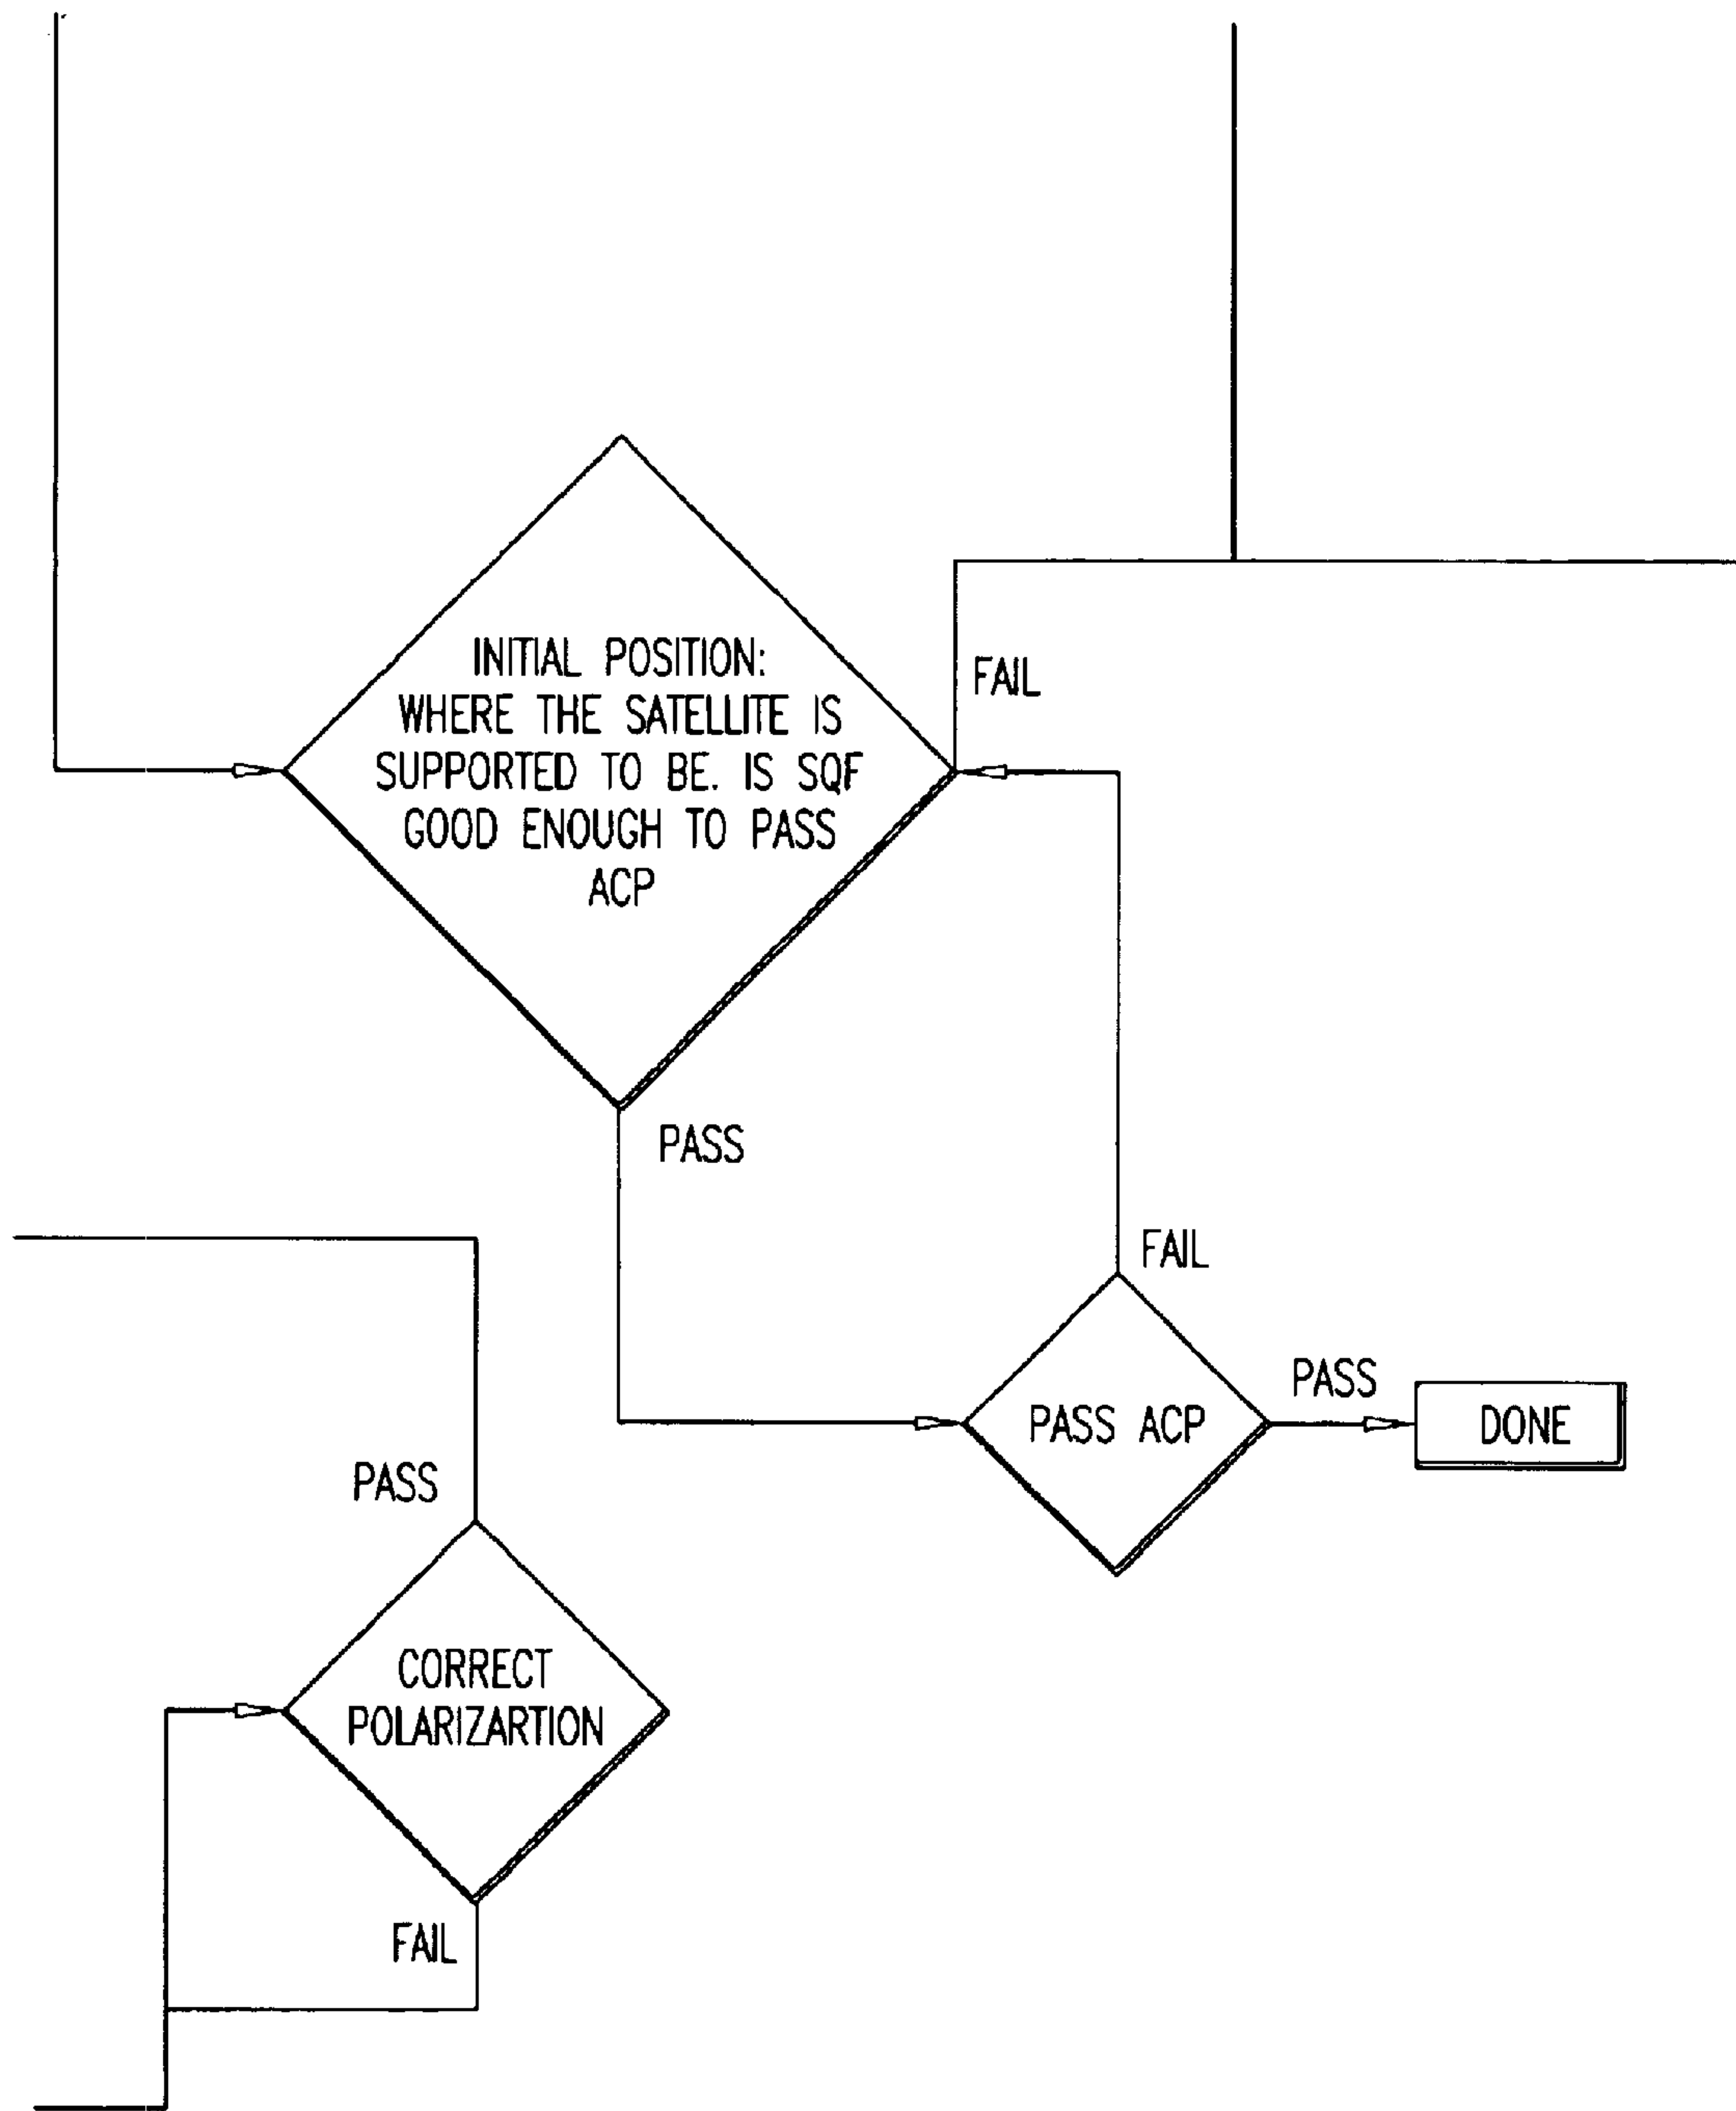 INITIAL POSITION:
WHERE THE SATELLITE IS
SUPPORTED TO BE. IS SQF
GOOD ENOUGH TO PASS
ACP
FAIL
PASS
FAIL
PASS ACP
PASS
DONE
PASS
CORRECT
POLARIZARTION
FAIL